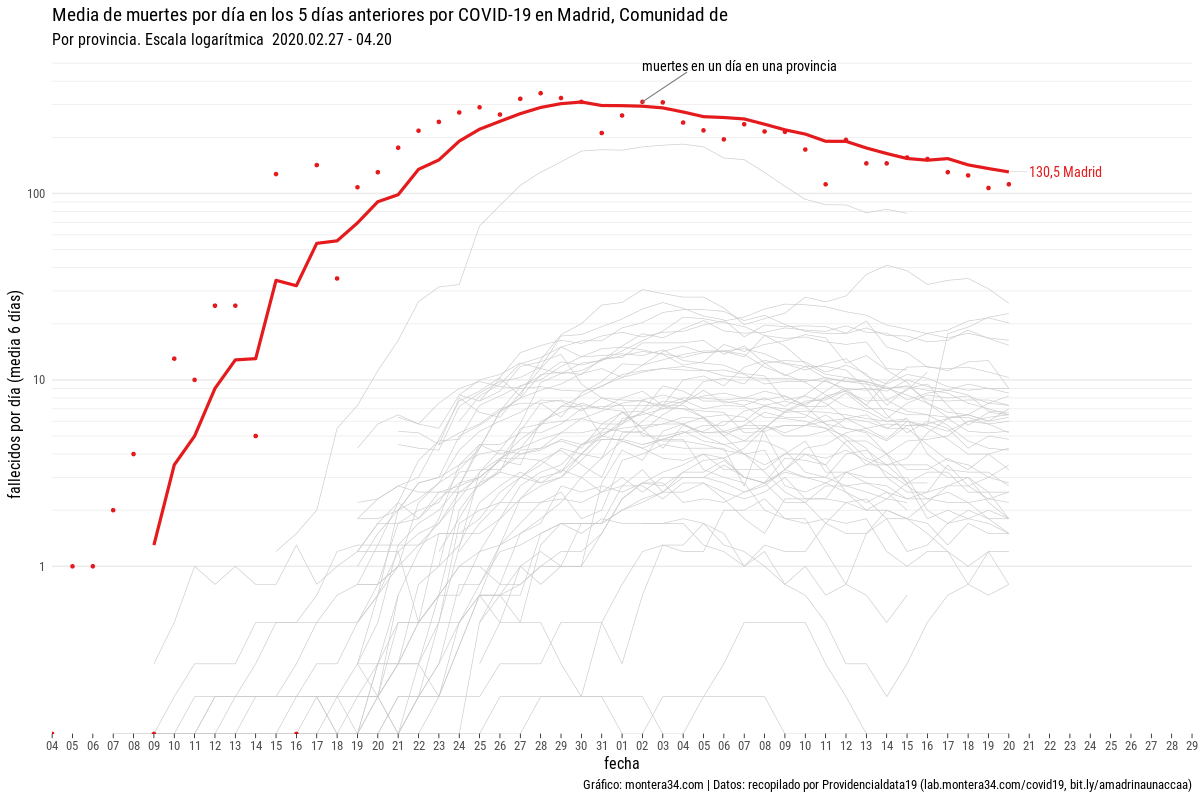 Media de muertes por día en los 5 días anteriores por COVID-19 en Madrid, Comunidad de
Por provincia. Escala logarítmica 2020.02.27 - 04.20
muertes en un día en una provincia
100
130,5 Madrid
fallecidos por día (media 6 días)
10
1
04 05 06 07 08 09 10 11 12 13 14 15 16 17 18 19 20 21 22 23 24 25 26 27 28 29 30 31 01 02 03 04 05 06 07 08 09 10 11 12 13 14 15 16 17 18 19 20 21 22 23 24 25 26 27 28 29
fecha
Gráfico: montera34.com | Datos: recopilado por Providencialdata19 (lab.montera34.com/covid19, bit.ly/amadrinaunaccaa)